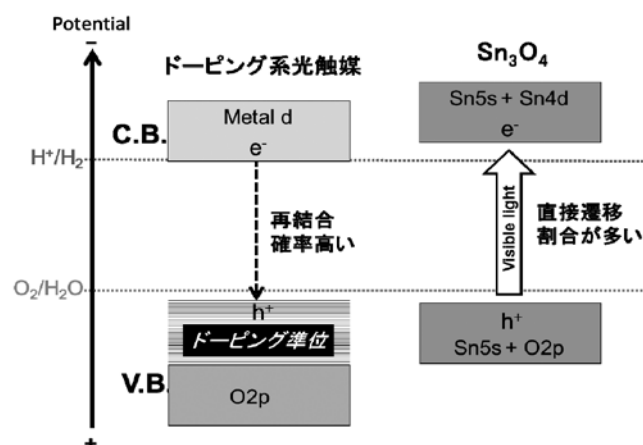 Potential
−
ドーピング系光触媒
Sn₃O₄
C.B.
Metal d
e⁻
Sn5s + Sn4d
e⁻
H⁺/H₂
再結合
確率高い
Visible light
直接遷移
割合が多い
O₂/H₂O
h⁺
ドーピング準位
h⁺
Sn5s + O2p
V.B.
O2p
+